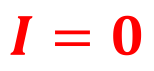 I = 0